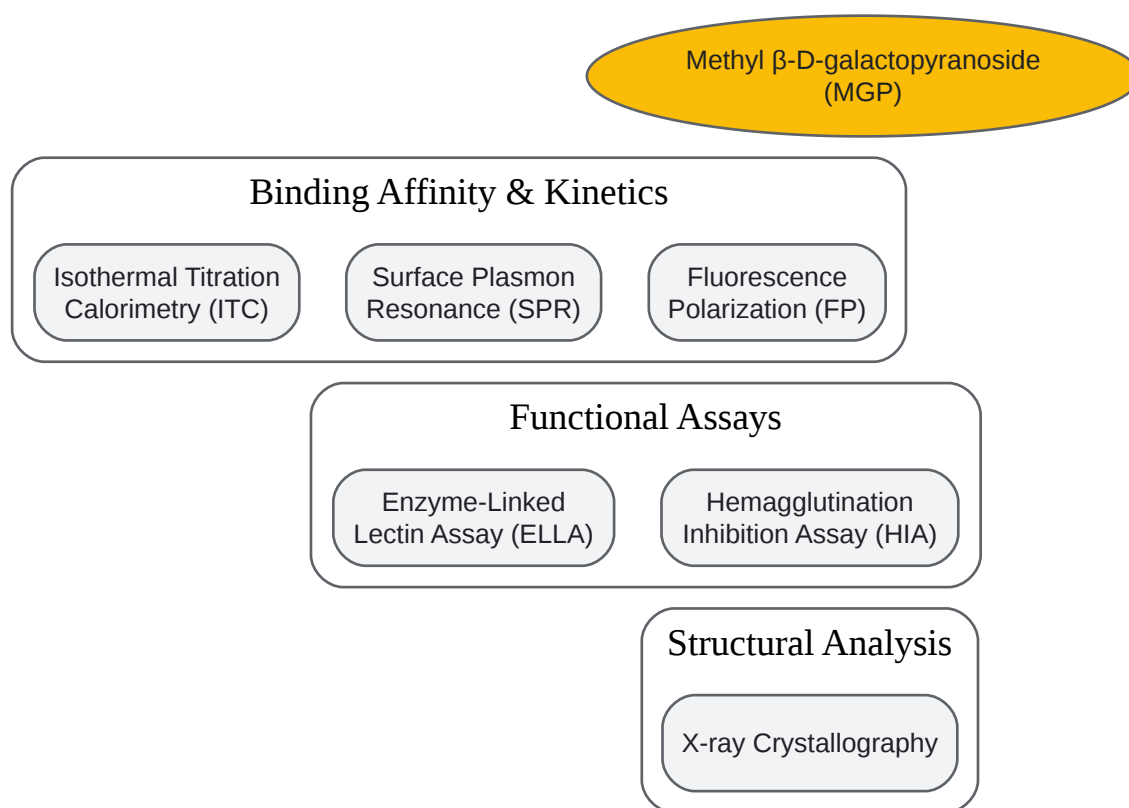 Methyl β-D-galactopyranoside
(MGP)
Binding Affinity & Kinetics
Isothermal Titration
Calorimetry (ITC)
Surface Plasmon
Resonance (SPR)
Fluorescence
Polarization (FP)
Functional Assays
Enzyme-Linked
Lectin Assay (ELLA)
Hemagglutination
Inhibition Assay (HIA)
Structural Analysis
X-ray Crystallography